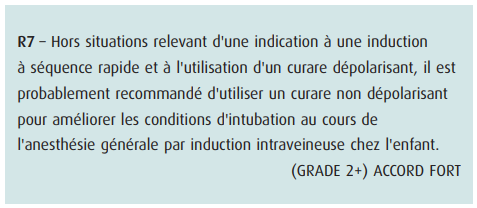 R7 – Hors situations relevant d'une indication à une induction
à séquence rapide et à l'utilisation d'un curare dépolarisant, il est
probablement recommandé d'utiliser un curare non dépolarisant
pour améliorer les conditions d'intubation au cours de
l'anesthésie générale par induction intraveineuse chez l'enfant.
(GRADE 2+) ACCORD FORT